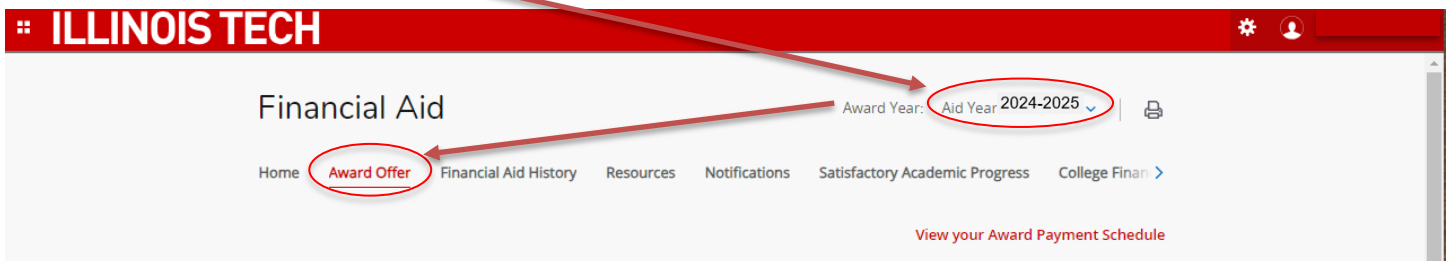 ILLINOIS TECH
Financial Aid
Award Year: Aid Year 2024-2025
Home Award Offer Financial Aid History Resources Notifications Satisfactory Academic Progress College Finan
View your Award Payment Schedule